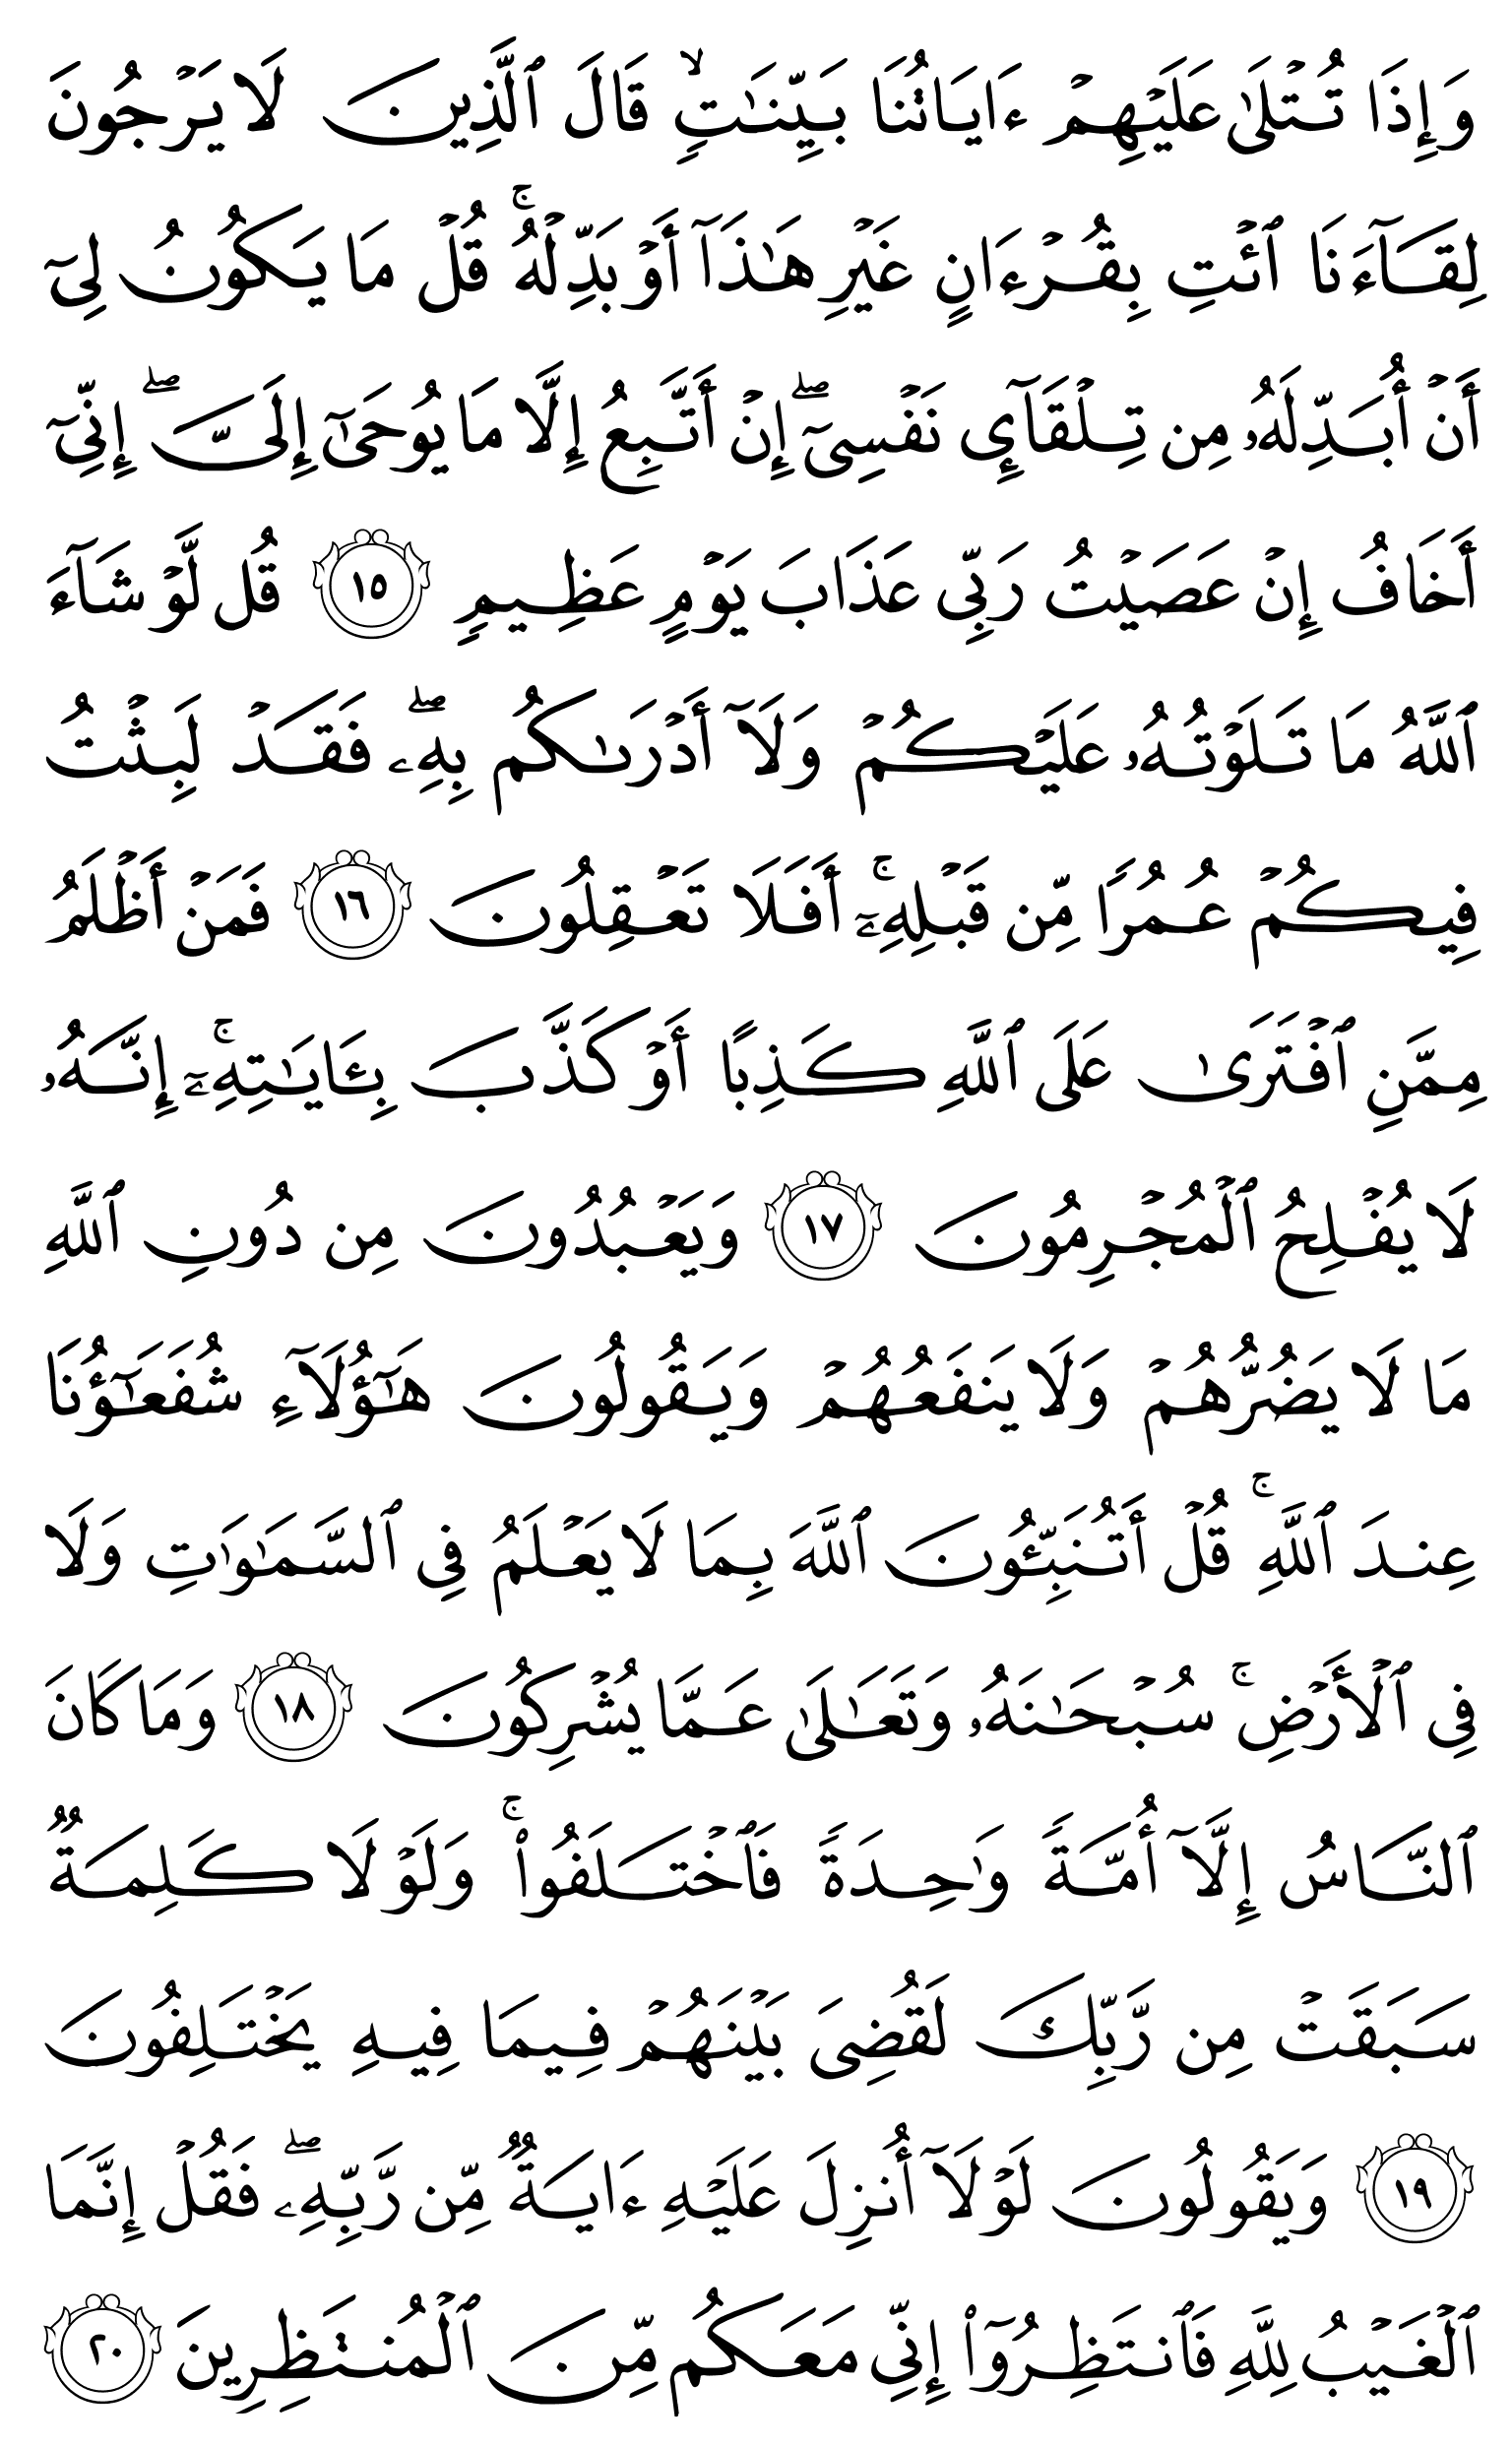 وَإِذَا تُتْلَىٰ عَلَيْهِمْ ءَايَاتُنَا بَيِّنَـٰتٍ ۙ قَالَ ٱلَّذِينَ لَا يَرْجُونَ
لِقَآءَنَا ٱئْتِ بِقُرْءَانٍ غَيْرِ هَـٰذَآ أَوْ بَدِّلْهُ ۚ قُلْ مَا يَكُونُ لِىٓ
أَنْ أُبَدِّلَهُۥ مِن تِلْقَآئِ نَفْسِىٓ ۖ إِنْ أَتَّبِعُ إِلَّا مَا يُوحَىٰٓ إِلَىَّ ۖ إِنِّىٓ
أَخَافُ إِنْ عَصَيْتُ رَبِّى عَذَابَ يَوْمٍ عَظِيمٍ ١٥ قُل لَّوْ شَآءَ
ٱللَّهُ مَا تَلَوْتُهُۥ عَلَيْكُمْ وَلَآ أَدْرَىٰكُم بِهِۦ ۖ فَقَدْ لَبِثْتُ
فِيكُمْ عُمُرًا مِّن قَبْلِهِۦٓ ۚ أَفَلَا تَعْقِلُونَ ١٦ فَمَنْ أَظْلَمُ
مِمَّنِ ٱفْتَرَىٰ عَلَى ٱللَّهِ كَذِبًا أَوْ كَذَّبَ بِـَٔايَـٰتِهِۦٓ ۚ إِنَّهُۥ
لَا يُفْلِحُ ٱلْمُجْرِمُونَ ١٧ وَيَعْبُدُونَ مِن دُونِ ٱللَّهِ
مَا لَا يَضُرُّهُمْ وَلَا يَنفَعُهُمْ وَيَقُولُونَ هَـٰٓؤُلَآءِ شُفَعَـٰٓؤُنَا
عِندَ ٱللَّهِ ۚ قُلْ أَتُنَبِّـُٔونَ ٱللَّهَ بِمَا لَا يَعْلَمُ فِى ٱلسَّمَـٰوَٰتِ وَلَا
فِى ٱلْأَرْضِ ۚ سُبْحَـٰنَهُۥ وَتَعَـٰلَىٰ عَمَّا يُشْرِكُونَ ١٨ وَمَا كَانَ
ٱلنَّاسُ إِلَّآ أُمَّةً وَٰحِدَةً فَٱخْتَلَفُوا۟ ۚ وَلَوْلَا كَلِمَةٌ
سَبَقَتْ مِن رَّبِّكَ لَقُضِىَ بَيْنَهُمْ فِيمَا فِيهِ يَخْتَلِفُونَ
١٩ وَيَقُولُونَ لَوْلَآ أُنزِلَ عَلَيْهِ ءَايَةٌ مِّن رَّبِّهِۦ ۖ فَقُلْ إِنَّمَا
ٱلْغَيْبُ لِلَّهِ فَٱنتَظِرُوٓا۟ إِنِّى مَعَكُم مِّنَ ٱلْمُنتَظِرِينَ ٢٠